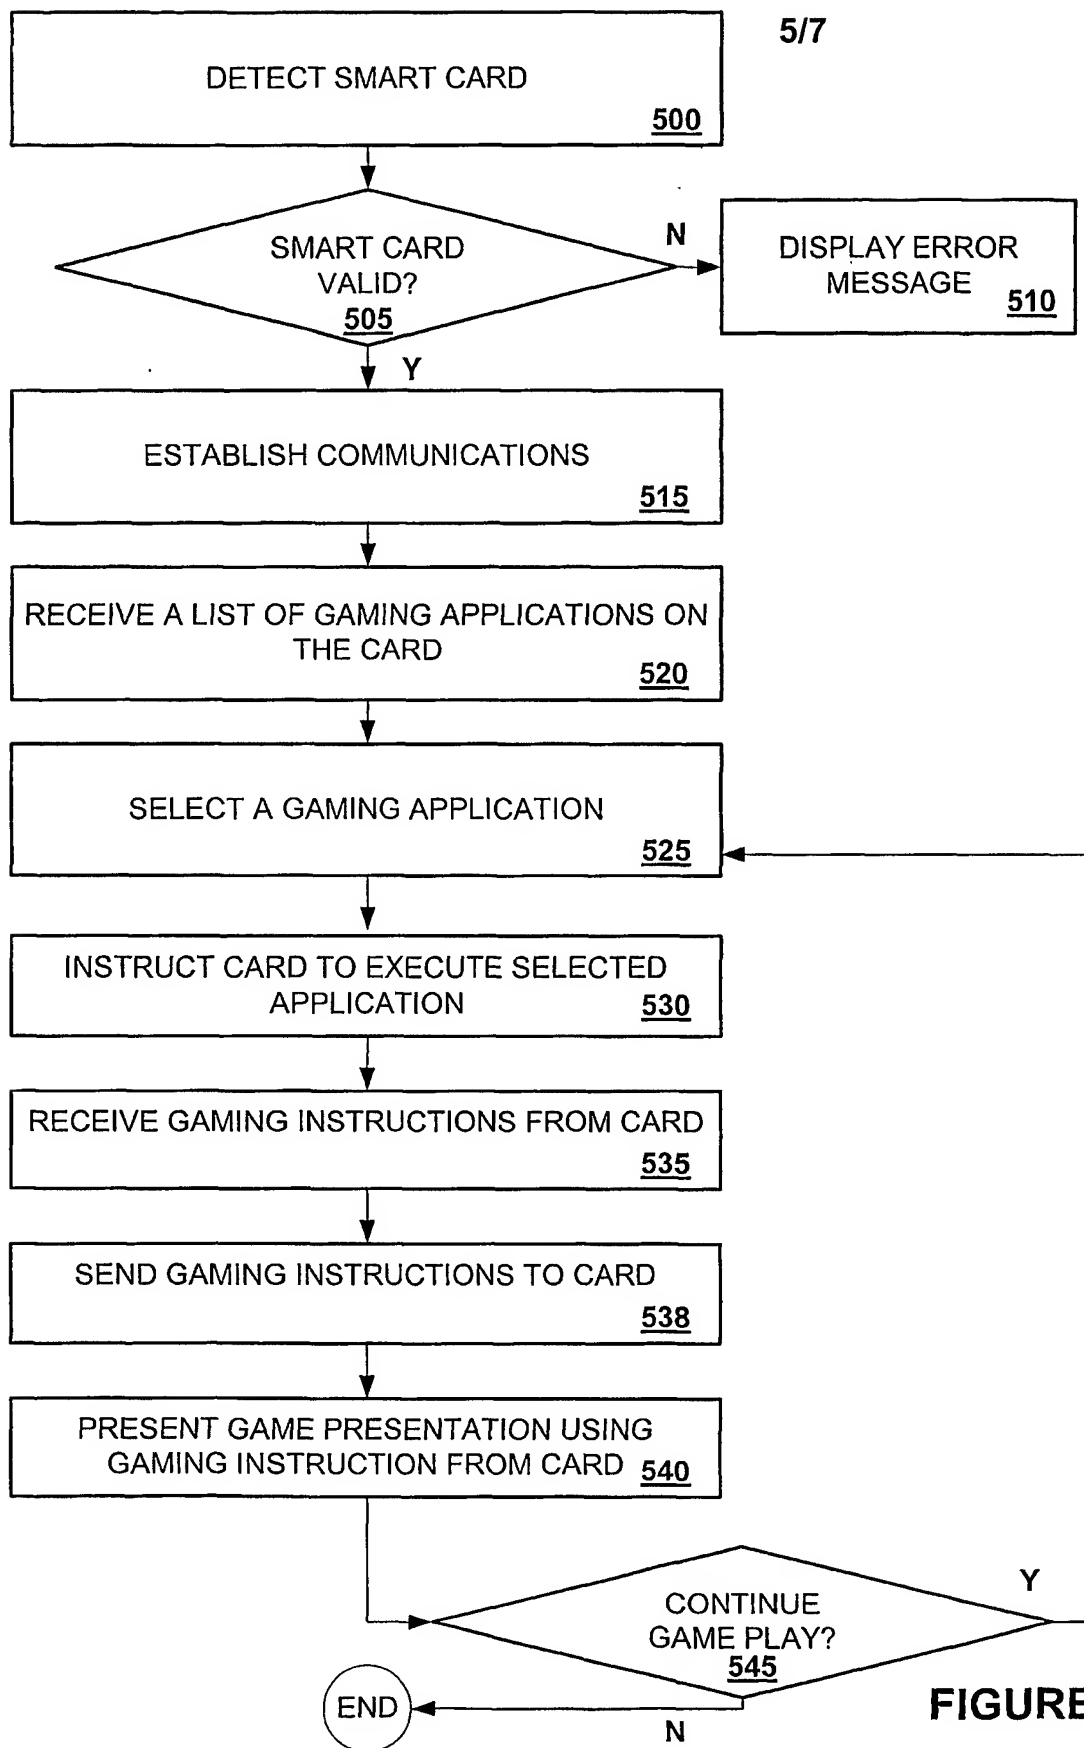 5/7
DETECT SMART CARD
500
SMART CARD
VALID?
505
N
DISPLAY ERROR
MESSAGE
510
Y
ESTABLISH COMMUNICATIONS
515
RECEIVE A LIST OF GAMING APPLICATIONS ON
THE CARD
520
SELECT A GAMING APPLICATION
525
INSTRUCT CARD TO EXECUTE SELECTED
APPLICATION
530
RECEIVE GAMING INSTRUCTIONS FROM CARD
535
SEND GAMING INSTRUCTIONS TO CARD
538
PRESENT GAME PRESENTATION USING
GAMING INSTRUCTION FROM CARD
540
CONTINUE
GAME PLAY?
545
Y
N
END
FIGURE